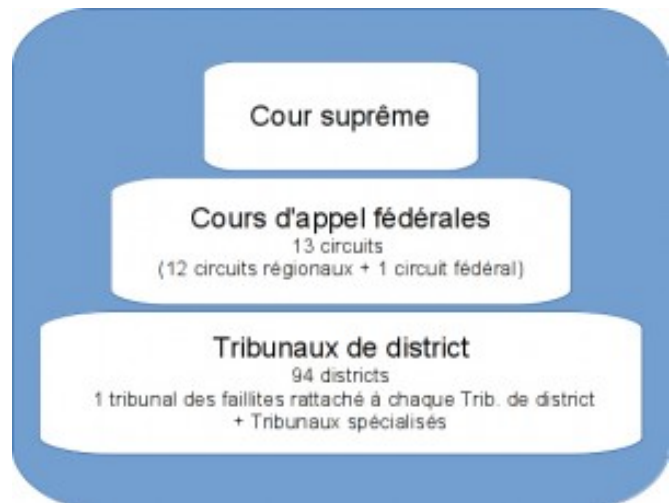 Cour suprême
Cours d'appel fédérales
13 circuits
(12 circuits régionaux + 1 circuit fédéral)
Tribunaux de district
94 districts
1 tribunal des faillites rattaché à chaque Trib. de district
+ Tribunaux spécialisés